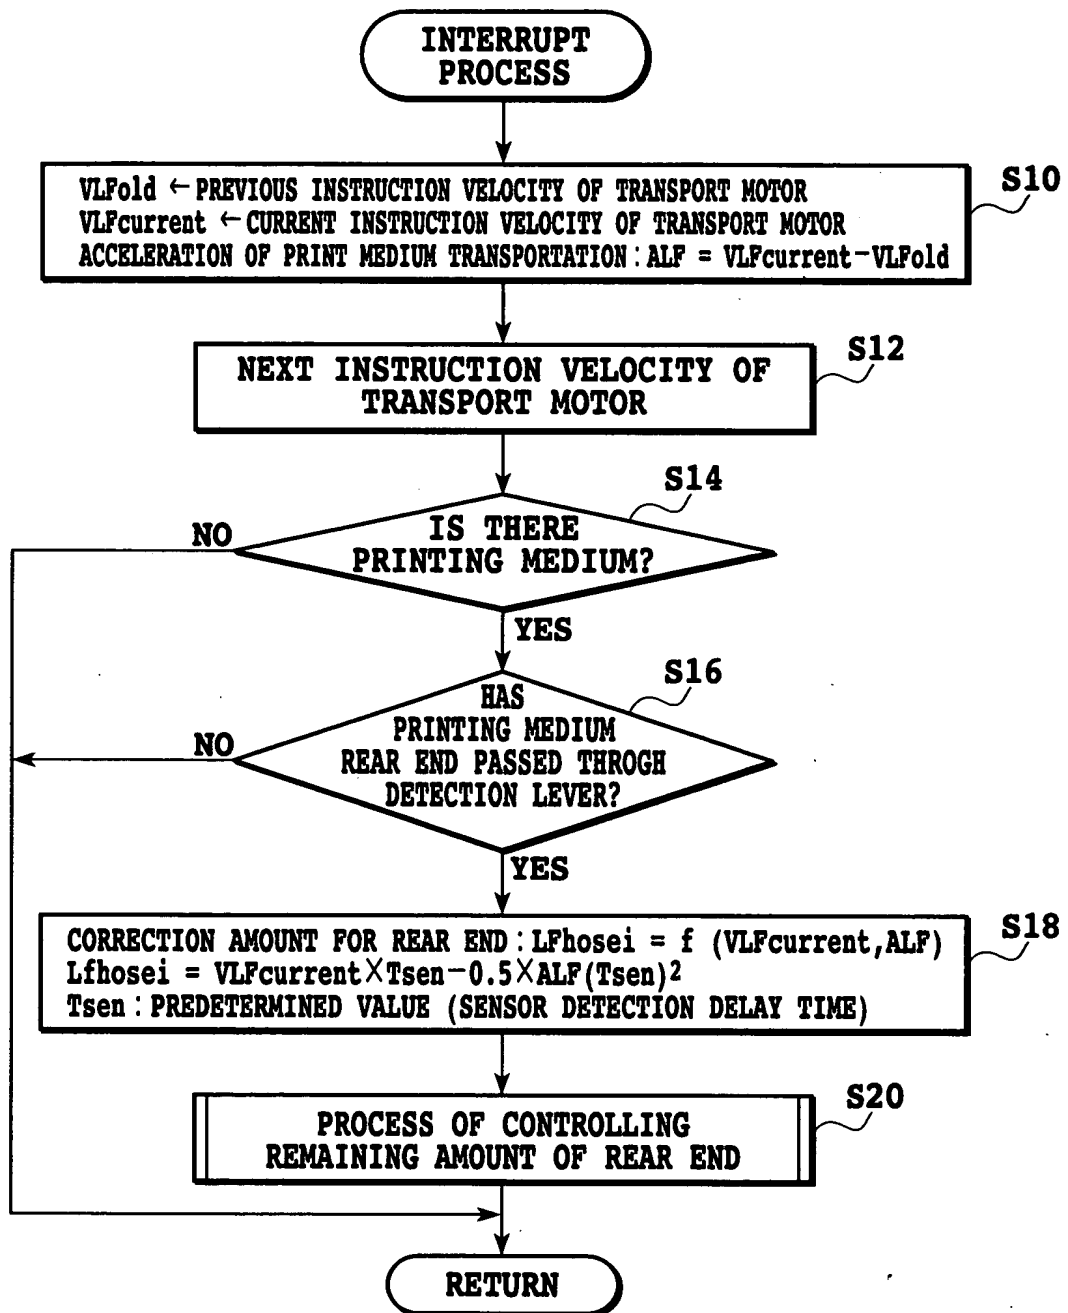 INTERRUPT
PROCESS
S10
VLFold ←PREVIOUS INSTRUCTION VELOCITY OF TRANSPORT MOTOR
VLFcurrent ←CURRENT INSTRUCTION VELOCITY OF TRANSPORT MOTOR
ACCELERATION OF PRINT MEDIUM TRANSPORTATION : ALF = VLFcurrent-VLFold
S12
NEXT INSTRUCTION VELOCITY OF
TRANSPORT MOTOR
S14
NO
IS THERE
PRINTING MEDIUM?
YES
S16
NO
HAS
PRINTING MEDIUM
REAR END PASSED THROGH
DETECTION LEVER?
YES
S18
CORRECTION AMOUNT FOR REAR END : LFhosei = f (VLFcurrent,ALF)
Lfhosei = VLFcurrent×Tsen-0.5×ALF(Tsen)²
Tsen : PREDETERMINED VALUE (SENSOR DETECTION DELAY TIME)
S20
PROCESS OF CONTROLLING
REMAINING AMOUNT OF REAR END
RETURN